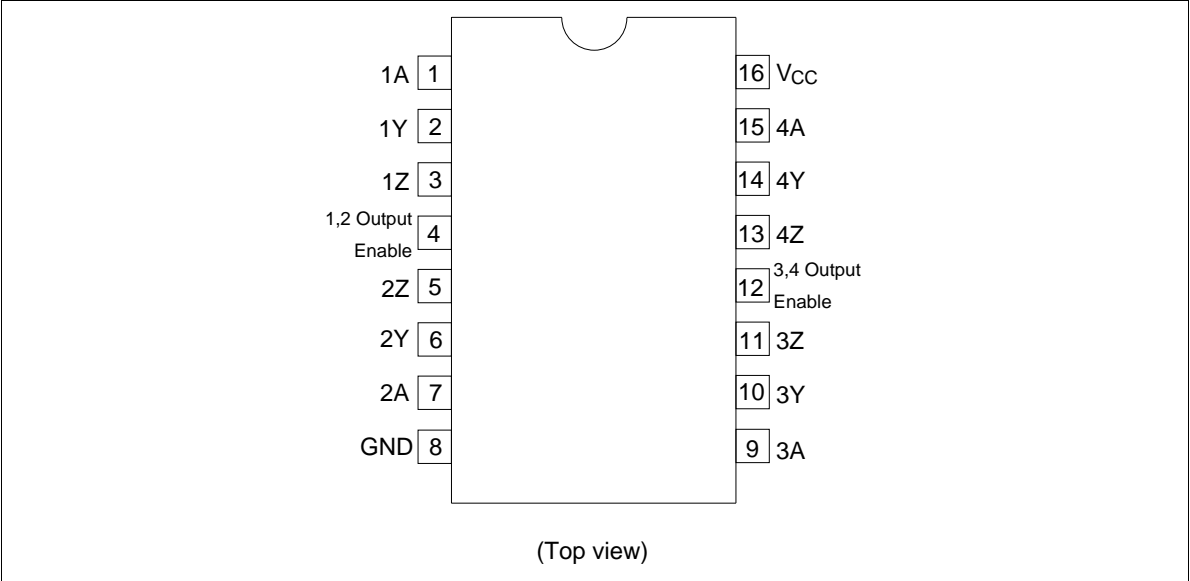 1A 1
1Y 2
1Z 3
1,2 Output
Enable 4
2Z 5
2Y 6
2A 7
GND 8
16 VCC
15 4A
14 4Y
13 4Z
12 3,4 Output
Enable
11 3Z
10 3Y
9 3A
(Top view)